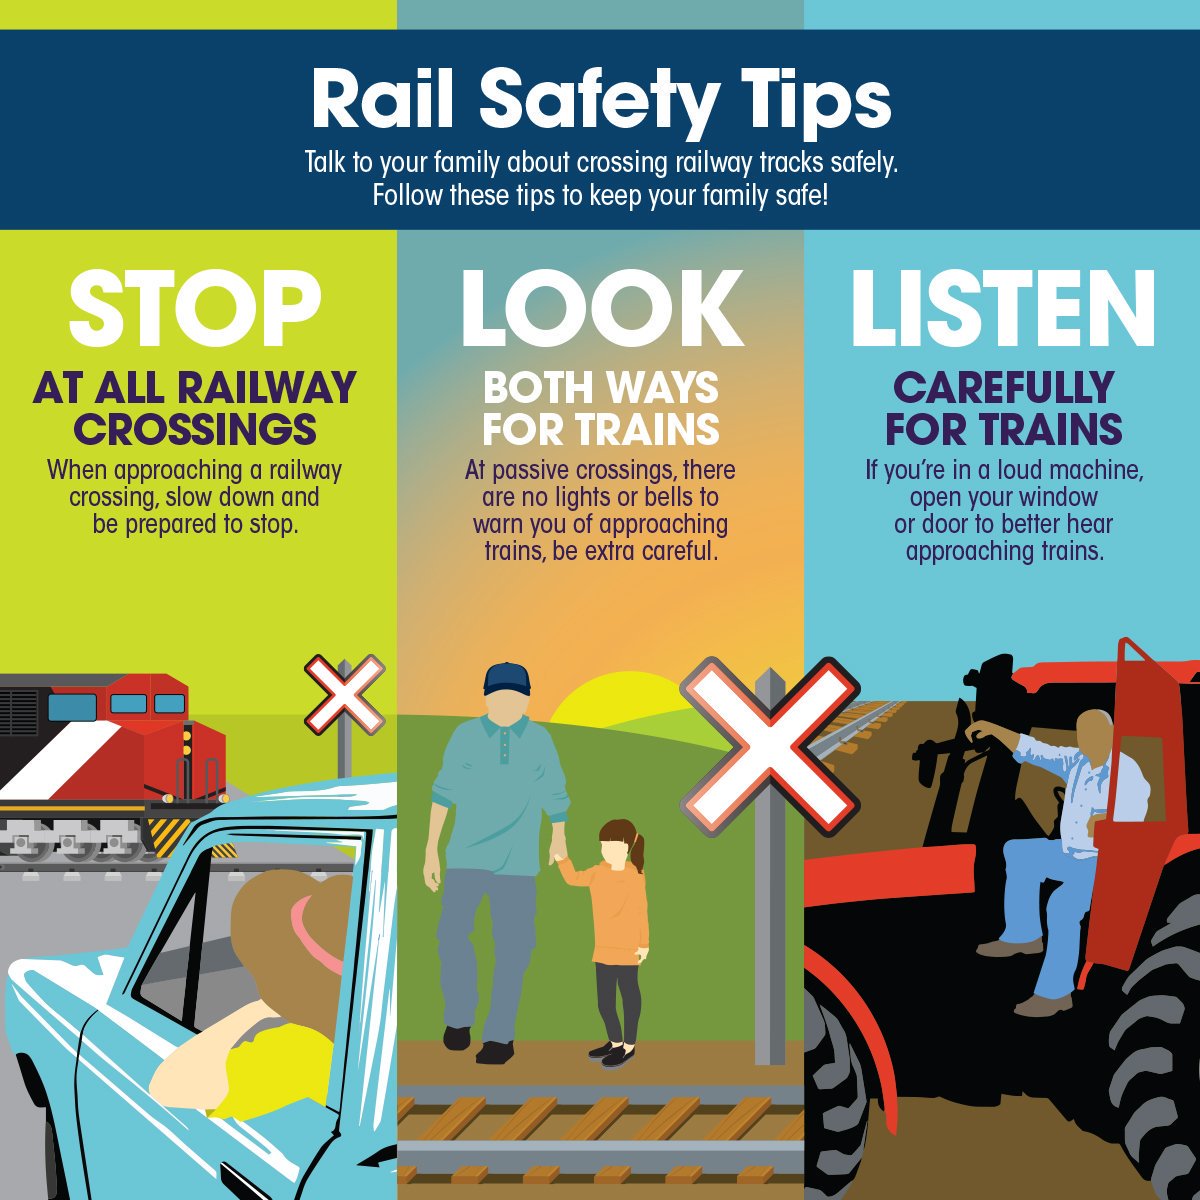 Rail Safety Tips
Talk to your family about crossing railway tracks safely.
Follow these tips to keep your family safe!
STOP
AT ALL RAILWAY
CROSSINGS
When approaching a railway
crossing, slow down and
be prepared to stop.
LOOK
BOTH WAYS
FOR TRAINS
At passive crossings, there
are no lights or bells to
warn you of approaching
trains, be extra careful.
LISTEN
CAREFULLY
FOR TRAINS
If you're in a loud machine,
open your window
or door to better hear
approaching trains.